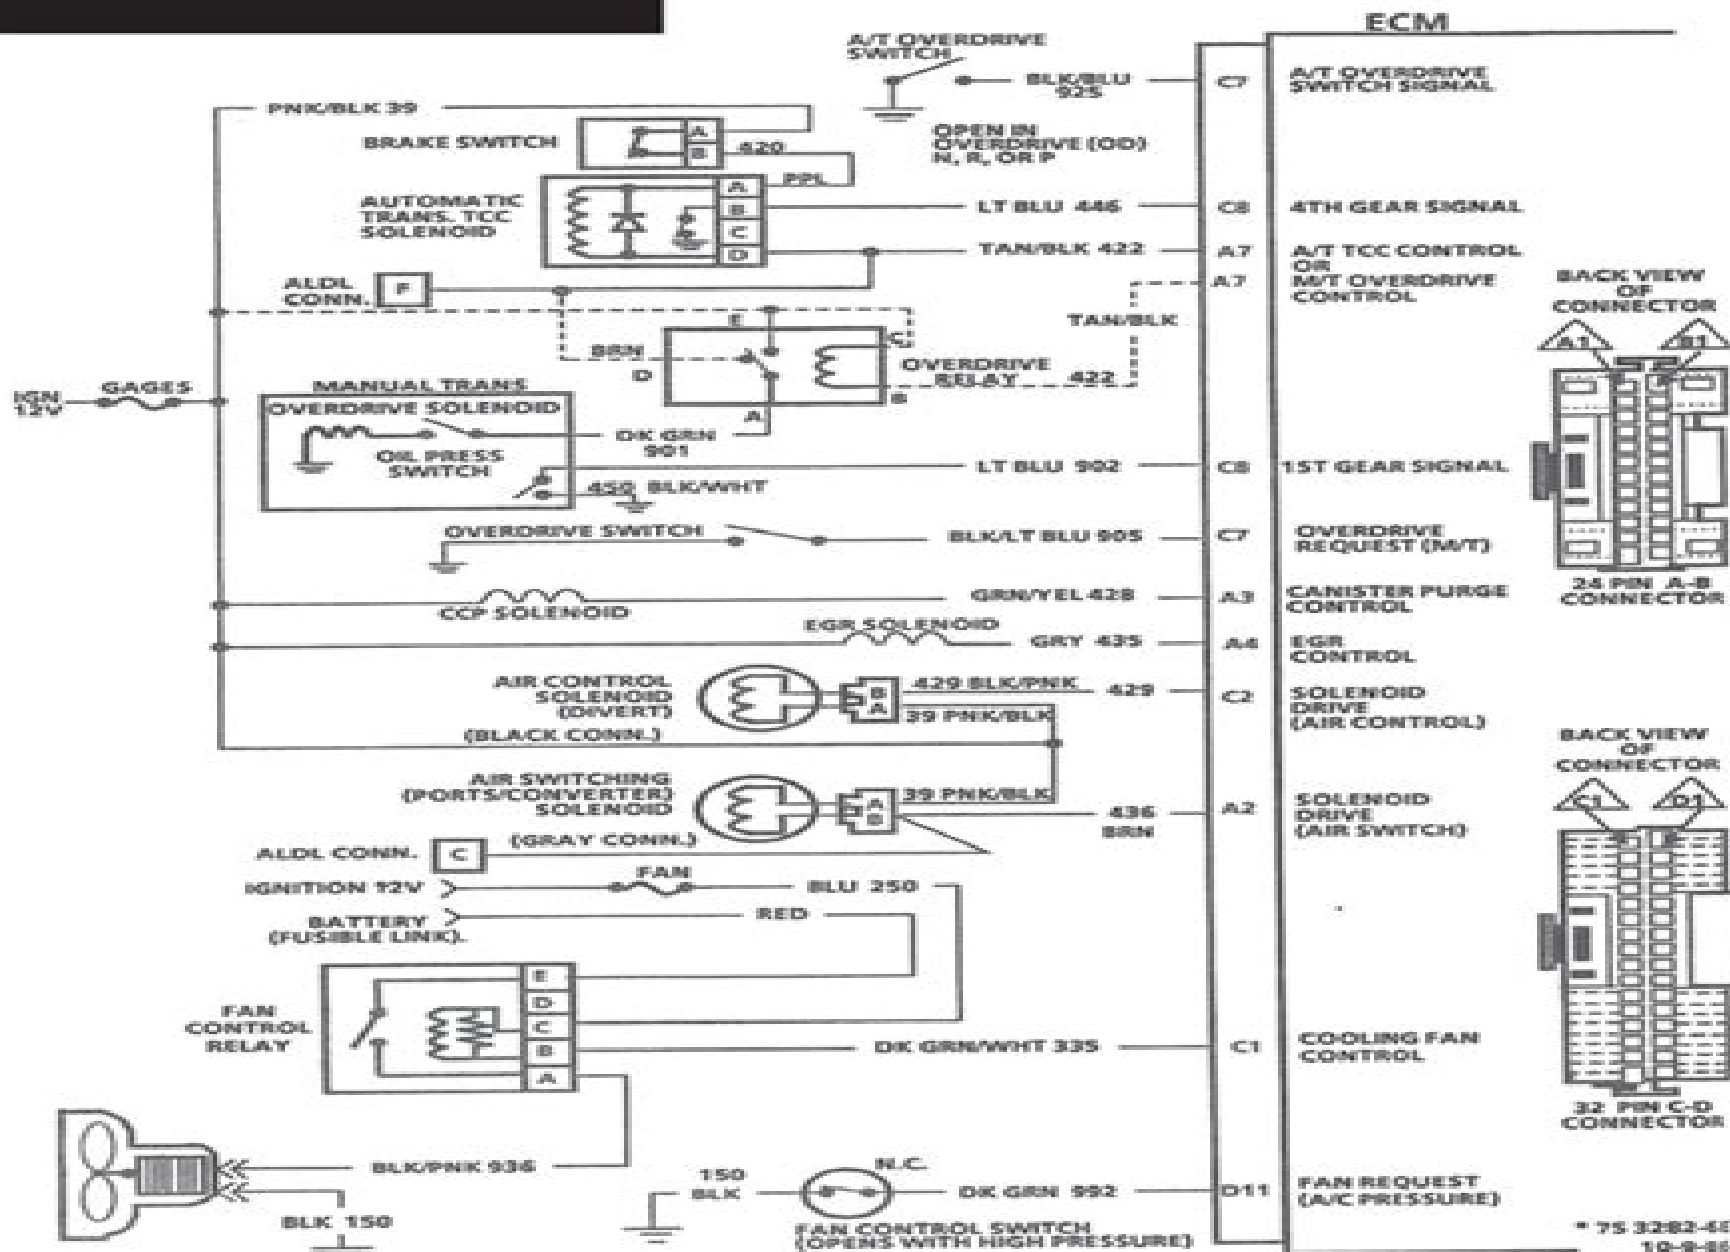 ECM
A/T OVERDRIVE
SWITCH
BLK/BLU
925
C7
A/T OVERDRIVE
SWITCH SIGNAL
PNK/BLK 39
BRAKE SWITCH
A
B
420
OPEN IN
OVERDRIVE (OD)
N, R, OR P
PPL
AUTOMATIC
TRANS. TCC
SOLENOID
A
B
C
D
LT BLU 446
C8
4TH GEAR SIGNAL
TAN/BLK 422
A7
A/T TCC CONTROL
OR
M/T OVERDRIVE
CONTROL
A7
ALDL
CONN.
F
TAN/BLK
422
E
C
BRN
D
OVERDRIVE
RELAY
B
A
BACK VIEW
OF
CONNECTOR
A1
B1
24 PIN A-B
CONNECTOR
IGN
12V
GAGES
MANUAL TRANS
OVERDRIVE SOLENOID
OIL PRESS
SWITCH
DK GRN
901
LT BLU 902
C8
1ST GEAR SIGNAL
450 BLK/WHT
OVERDRIVE SWITCH
BLK/LT BLU 905
C7
OVERDRIVE
REQUEST (M/T)
CCP SOLENOID
GRN/YEL 428
A3
CANISTER PURGE
CONTROL
EGR SOLENOID
GRY 435
A4
EGR
CONTROL
AIR CONTROL
SOLENOID
(DIVERT)
B
A
429 BLK/PNK
429
39 PNK/BLK
C2
SOLENOID
DRIVE
(AIR CONTROL)
(BLACK CONN.)
AIR SWITCHING
(PORTS/CONVERTER)
SOLENOID
A
B
39 PNK/BLK
436
BRN
A2
SOLENOID
DRIVE
(AIR SWITCH)
(GRAY CONN.)
BACK VIEW
OF
CONNECTOR
C1
D1
32 PIN C-D
CONNECTOR
ALDL CONN.
C
IGNITION 12V
FAN
BLU 250
BATTERY
(FUSIBLE LINK).
RED
FAN
CONTROL
RELAY
E
D
C
B
A
DK GRN/WHT 335
C1
COOLING FAN
CONTROL
BLK/PNK 936
BLK 150
150
BLK
N.C.
DK GRN 992
D11
FAN REQUEST
(A/C PRESSURE)
FAN CONTROL SWITCH
(OPENS WITH HIGH PRESSURE)